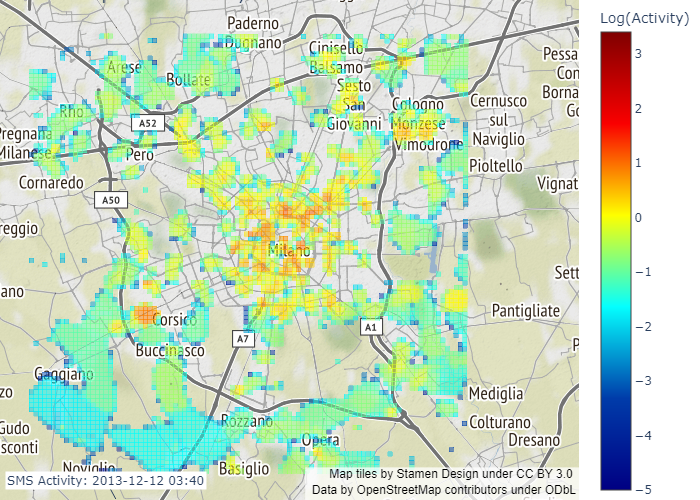 Log(Activity)
3
2
1
0
−1
−2
−3
−4
−5
Paderno
Dugnano
Cinisello
Balsamo
Arese
Bollate
Sesto
San
Giovanni
Cologno
Monzese
Vimodrone
Cernusco
sul
Naviglio
Pessa
Con
Borna
Go
Rho
A52
Pregnana
Milanese
Pero
Pioltello
Cornaredo
Vignat
A50
reggio
Milano
Sett
ano
Corsico
Pantigliate
A7
A1
Buccinasco
P
Gaggiano
zo
Mediglia
Gudo
sconti
Rozzano
Colturano
Dresano
Opera
Noviglio
Basiglio
SMS Activity: 2013-12-12 03:40
Map tiles by Stamen Design under CC BY 3.0
Data by OpenStreetMap contributors under ODbL